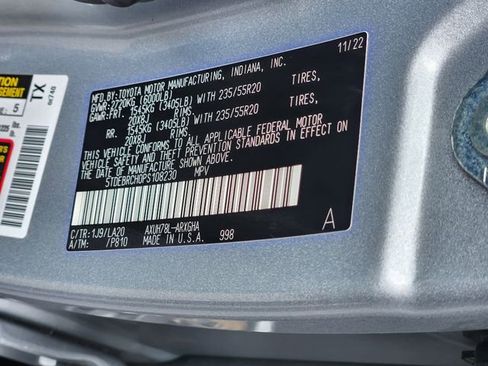 MFD. BY: TOYOTA MOTOR MANUFACTURING, INDIANA, INC. 11/22
GVWR: 2720KG (6000LB)
GAWR: FRT. 1545KG (3405LB) WITH 235/55R20 TIRES,
20X8J RIMS,
RR. 1545KG (3405LB) WITH 235/55R20 TIRES,
20X8J RIMS,
THIS VEHICLE CONFORMS TO ALL APPLICABLE FEDERAL MOTOR
VEHICLE SAFETY AND BUMPER STANDARDS IN EFFECT ON
THE DATE OF MANUFACTURE SHOWN ABOVE.
5TDEBRCH0PS108230 MPV
C/TR: 1J9/LA20 AXUH78L-ARXGHA
A/TM: /P810 MADE IN U.S.A. 998 A
TX
5